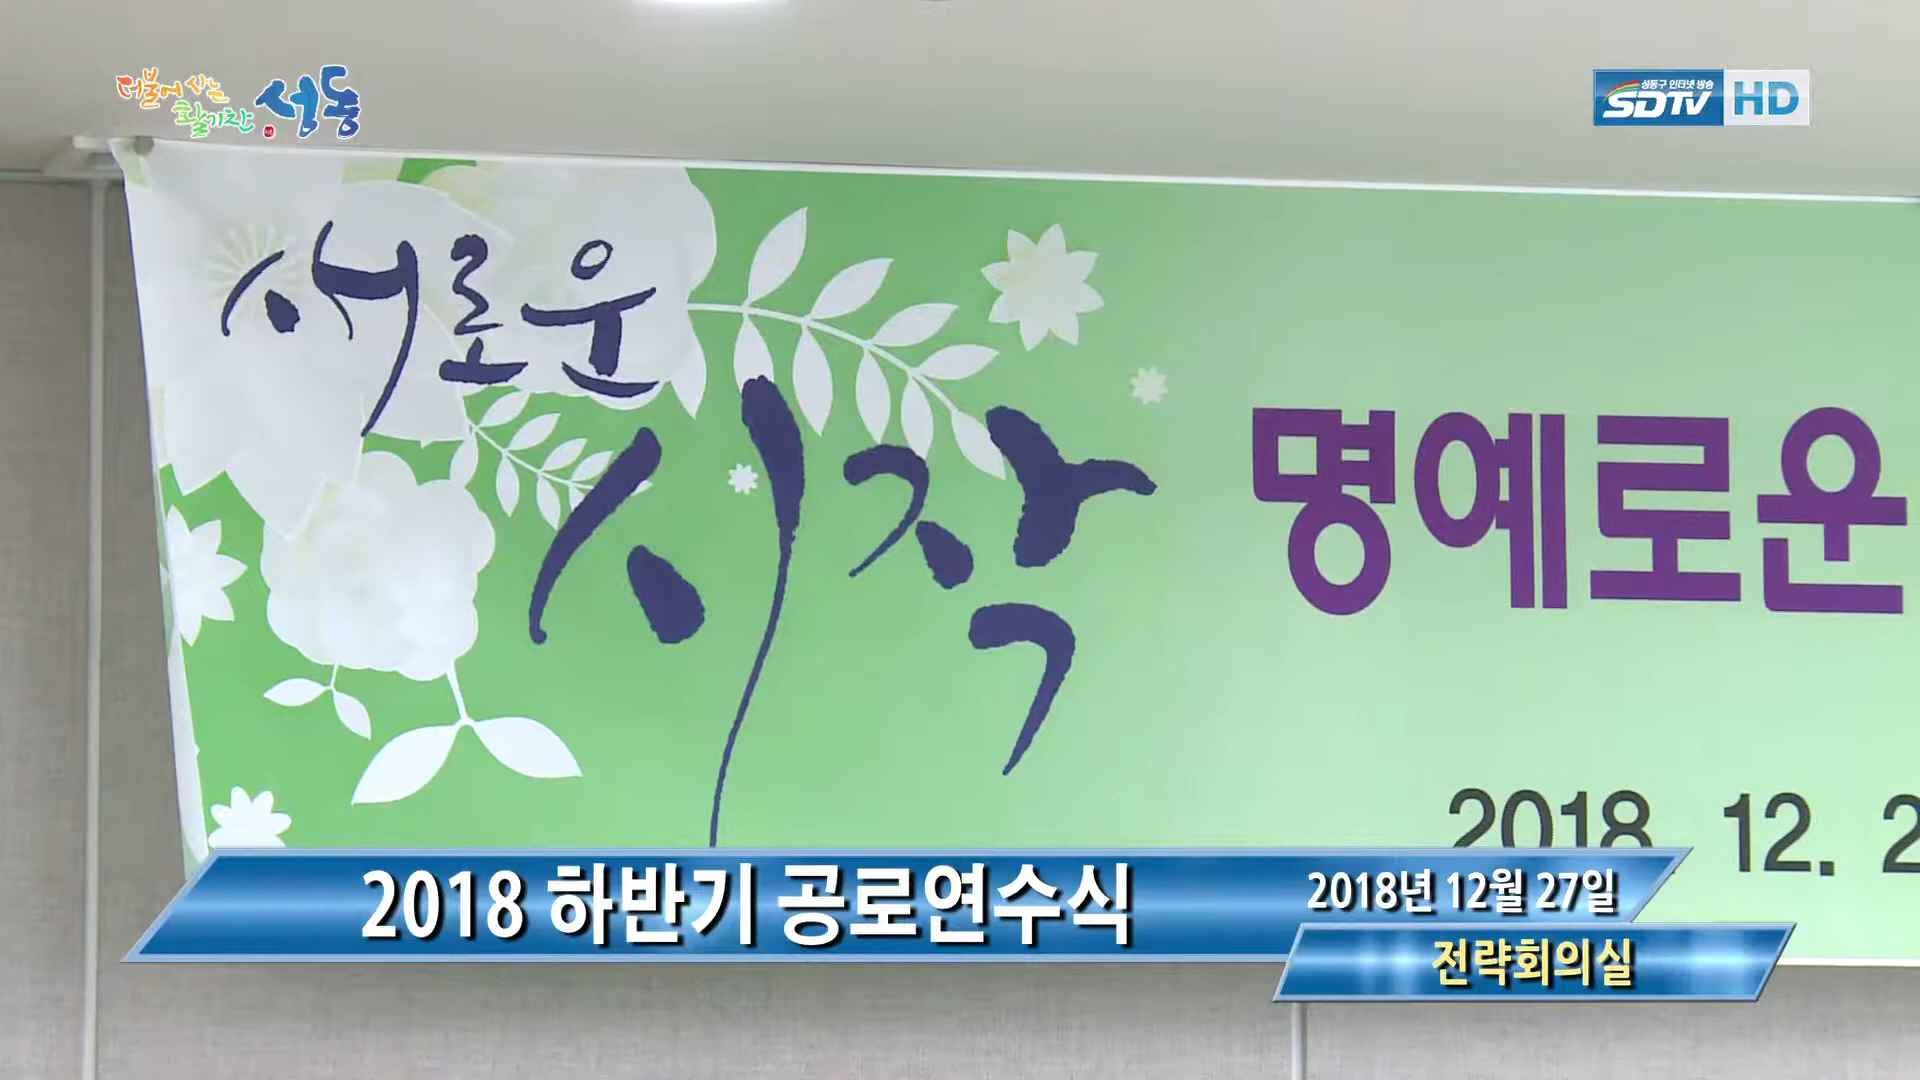 더불어 사는
활기찬 성동
성동구 인터넷 방송
SDTV HD
새로운
시작
명예로운
2018. 12. 2
2018 하반기 공로연수식
2018년 12월 27일
전략회의실